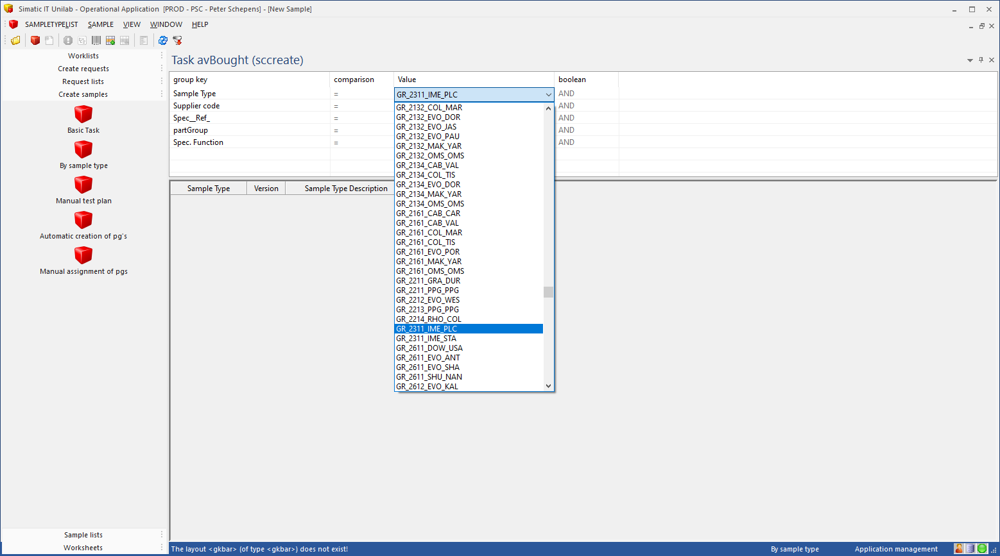 Simatic IT Unilab - Operational Application [PROD - PSC - Peter Schepens] - [New Sample]
SAMPLETYPELIST SAMPLE VIEW WINDOW HELP
Worklists
Create requests
Request lists
Create samples
Basic Task
By sample type
Manual test plan
Automatic creation of pg's
Manual assignment of pgs
Sample lists
Worksheets
Task avBought (sccreate)
group key comparison Value boolean
Sample Type = GR_2311_IME_PLC AND
Supplier code = AND
Spec__Ref_ = AND
partGroup = AND
Spec. Function = AND
GR_2132_COL_MAR
GR_2132_EVO_DOR
GR_2132_EVO_JAS
GR_2132_EVO_PAU
GR_2132_MAK_YAR
GR_2132_OMS_OMS
GR_2134_CAB_VAL
GR_2134_COL_TIS
GR_2134_EVO_DOR
GR_2134_MAK_YAR
GR_2134_OMS_OMS
GR_2161_CAB_CAR
GR_2161_CAB_VAL
GR_2161_COL_MAR
GR_2161_COL_TIS
GR_2161_EVO_POR
GR_2161_MAK_YAR
GR_2161_OMS_OMS
GR_2211_GRA_DUR
GR_2211_PPG_PPG
GR_2212_EVO_WES
GR_2213_PPG_PPG
GR_2214_RHO_COL
GR_2311_IME_PLC
GR_2311_IME_STA
GR_2611_DOW_USA
GR_2611_EVO_ANT
GR_2611_EVO_SHA
GR_2611_SHU_NAN
GR_2612_EVO_KAL
Sample Type Version Sample Type Description
The layout <gkbar> (of type <gkbar>) does not exist! By sample type Application management